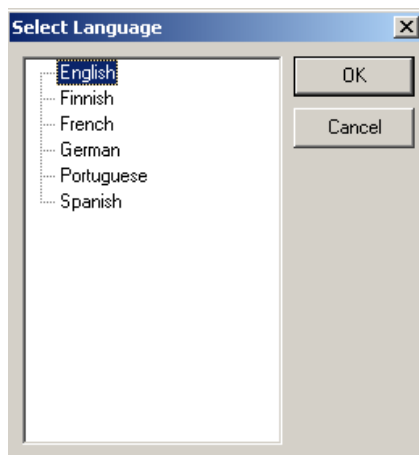 Select Language
English
Finnish
French
German
Portuguese
Spanish
OK
Cancel